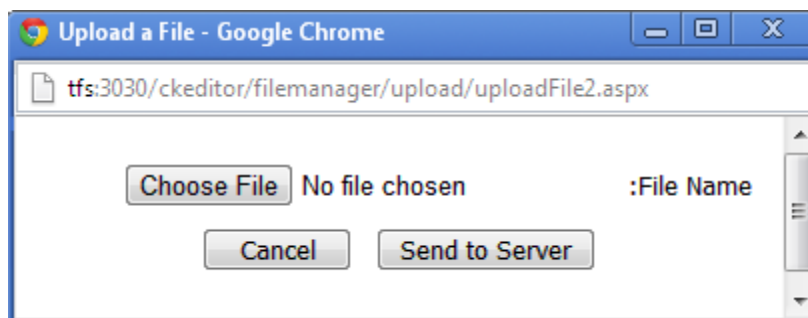 Upload a File - Google Chrome
tfs:3030/ckeditor/filemanager/upload/uploadFile2.aspx
Choose File No file chosen :File Name
Cancel Send to Server